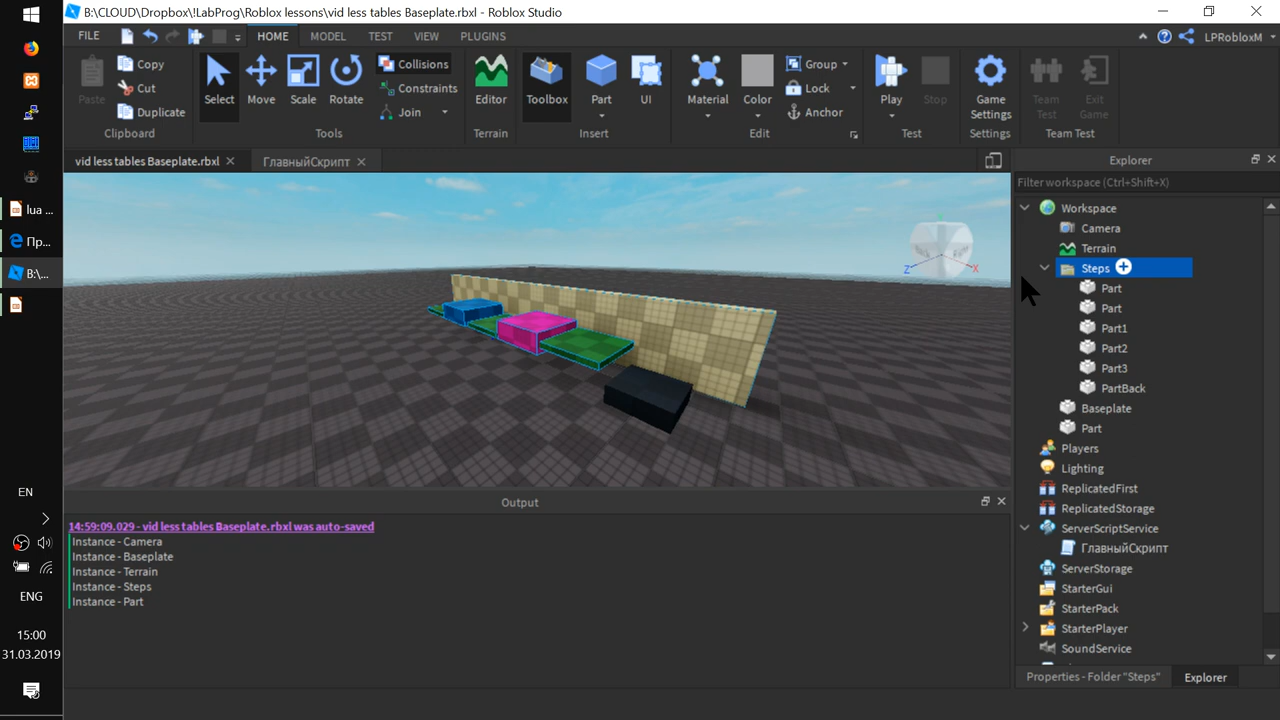 B:\CLOUD\Dropbox\!LabProg\Roblox lessons\vid less tables Baseplate.rbxl - Roblox Studio
FILE HOME MODEL TEST VIEW PLUGINS LPRobloxM
Paste Copy Cut Duplicate Clipboard
Select Move Scale Rotate Collisions Constraints Join Tools
Editor Terrain
Toolbox Part UI Insert
Material Color Group Lock Anchor Edit
Play Stop Test
Game Settings Settings
Team Test Exit Game Team Test
vid less tables Baseplate.rbxl ГлавныйСкрипт
Z X
Output
14:59:09.029 - vid less tables Baseplate.rbxl was auto-saved
Instance - Camera
Instance - Baseplate
Instance - Terrain
Instance - Steps
Instance - Part
Explorer
Filter workspace (Ctrl+Shift+X)
Workspace
Camera
Terrain
Steps
Part
Part
Part1
Part2
Part3
PartBack
Baseplate
Part
Players
Lighting
ReplicatedFirst
ReplicatedStorage
ServerScriptService
ГлавныйСкрипт
ServerStorage
StarterGui
StarterPack
StarterPlayer
SoundService
Properties - Folder "Steps" Explorer
lua ...
Пр...
B:\...
EN
ENG
15:00
31.03.2019